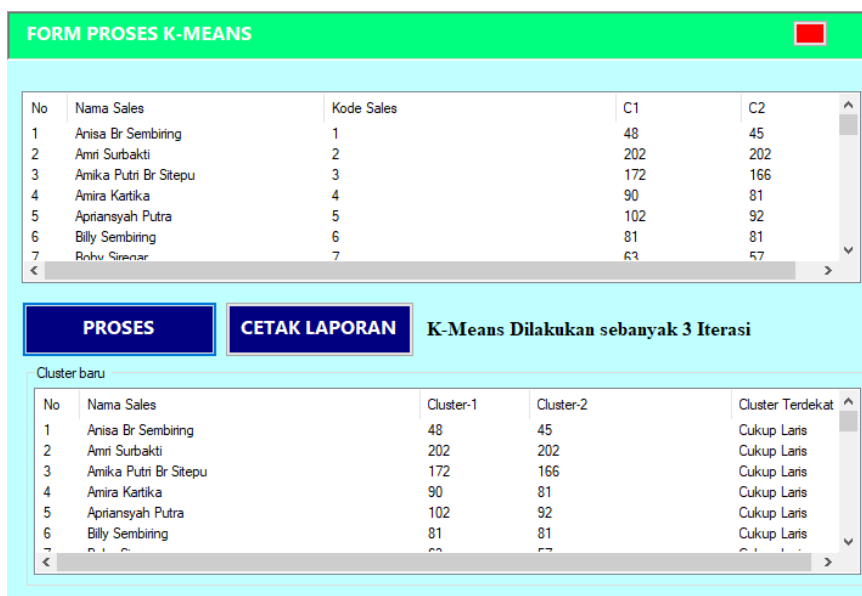 FORM PROSES K-MEANS
No Nama Sales Kode Sales C1 C2
1 Anisa Br Sembiring 1 48 45
2 Amri Surbakti 2 202 202
3 Amika Putri Br Sitepu 3 172 166
4 Amira Kartika 4 90 81
5 Apriansyah Putra 5 102 92
6 Billy Sembiring 6 81 81
7 Boby Siregar 7 63 57
PROSES CETAK LAPORAN K-Means Dilakukan sebanyak 3 Iterasi
Cluster baru
No Nama Sales Cluster-1 Cluster-2 Cluster Terdekat
1 Anisa Br Sembiring 48 45 Cukup Laris
2 Amri Surbakti 202 202 Cukup Laris
3 Amika Putri Br Sitepu 172 166 Cukup Laris
4 Amira Kartika 90 81 Cukup Laris
5 Apriansyah Putra 102 92 Cukup Laris
6 Billy Sembiring 81 81 Cukup Laris